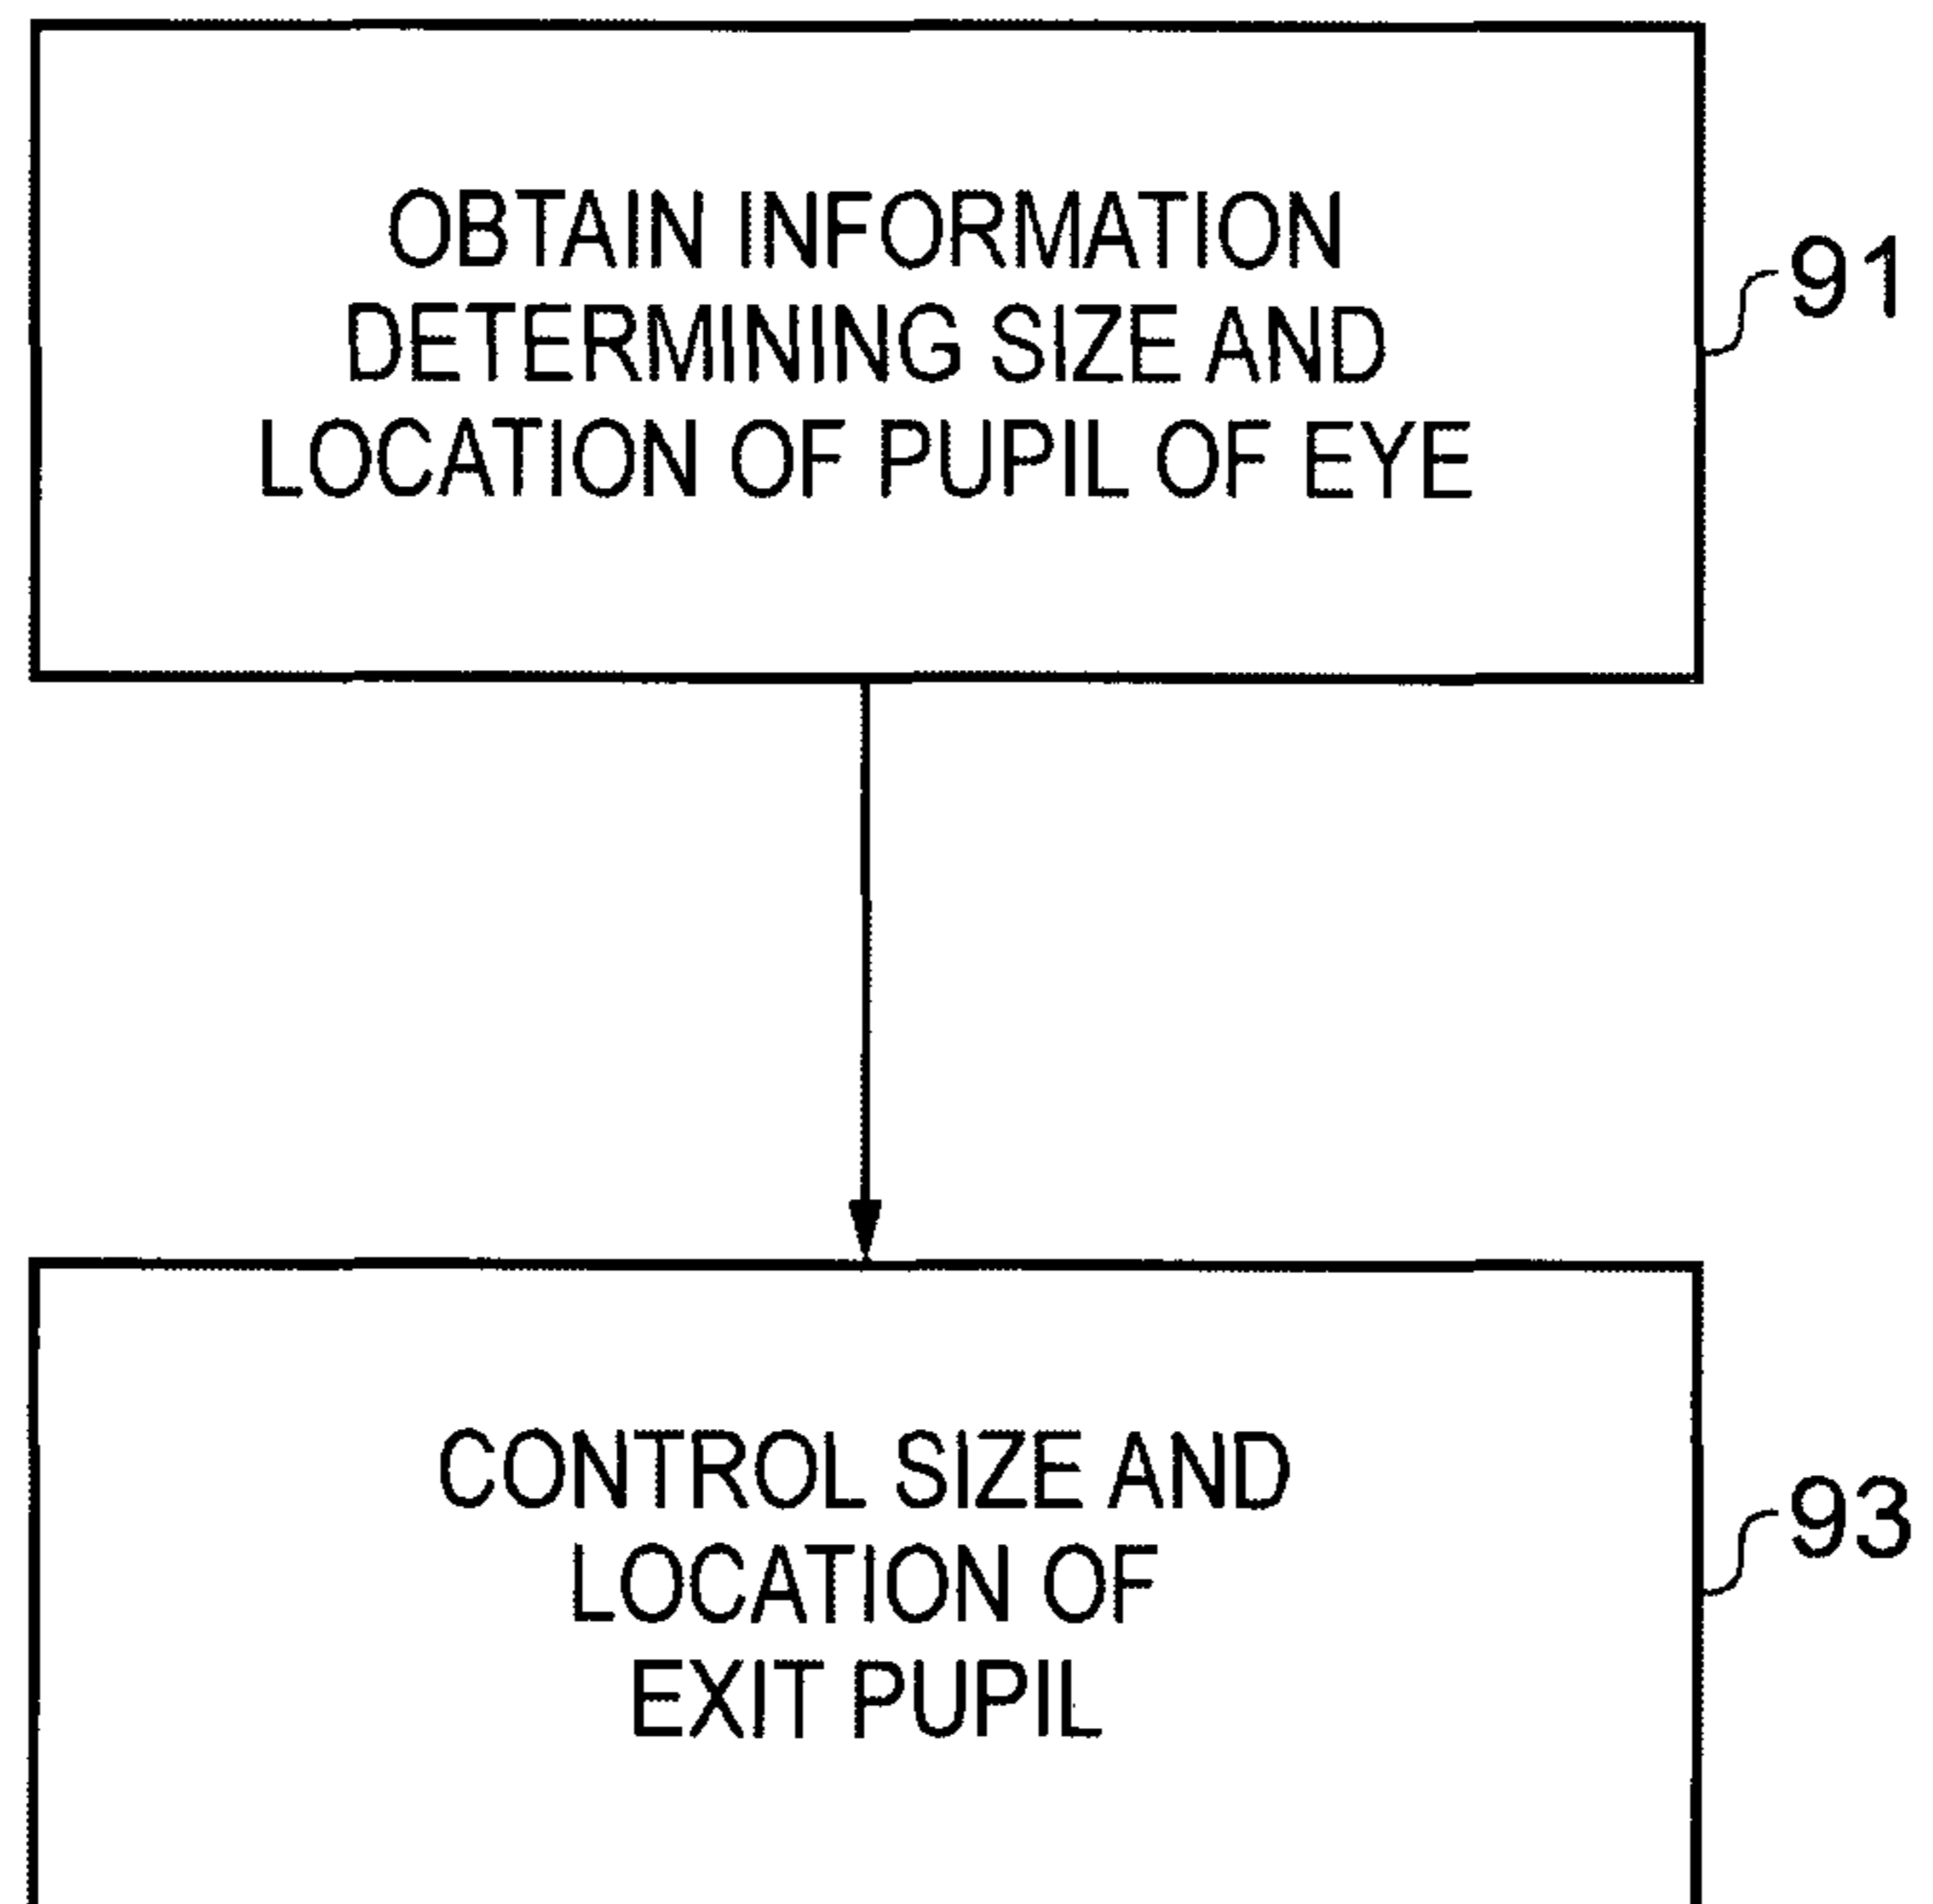 OBTAIN INFORMATION
DETERMINING SIZE AND
LOCATION OF PUPIL OF EYE
91
CONTROL SIZE AND
LOCATION OF
EXIT PUPIL
93